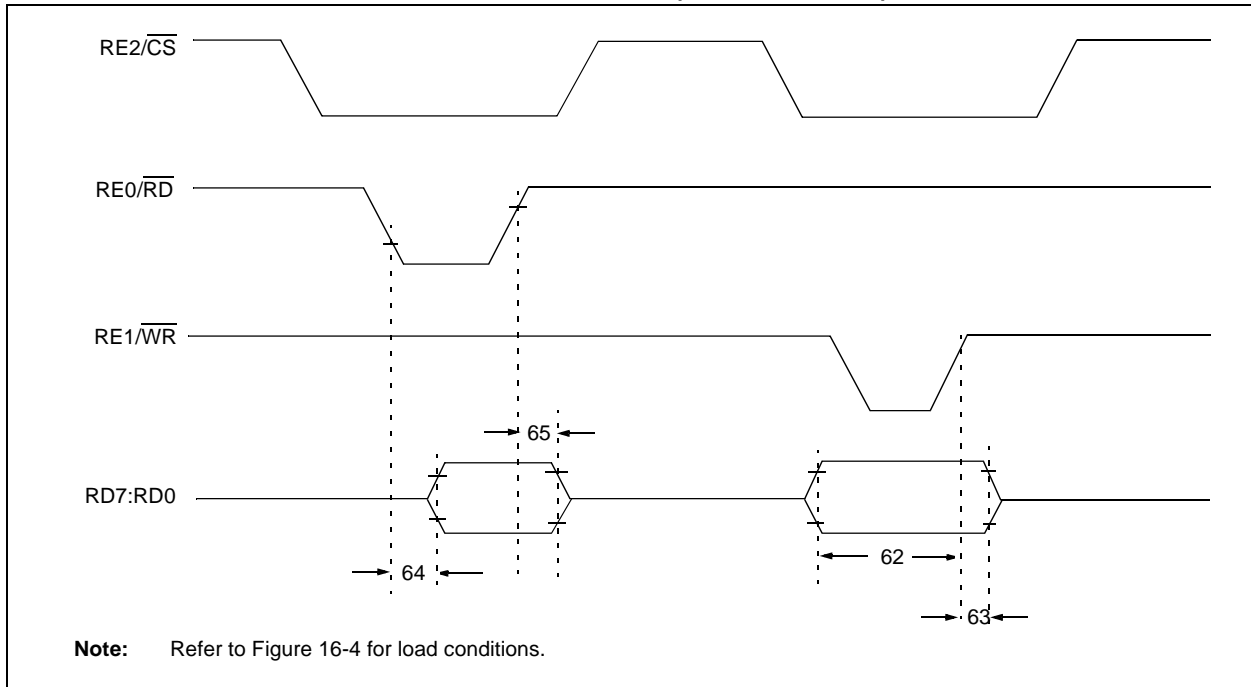 RE2/CS
RE0/RD
RE1/WR
65
RD7:RD0
64
62
63
Note: Refer to Figure 16-4 for load conditions.